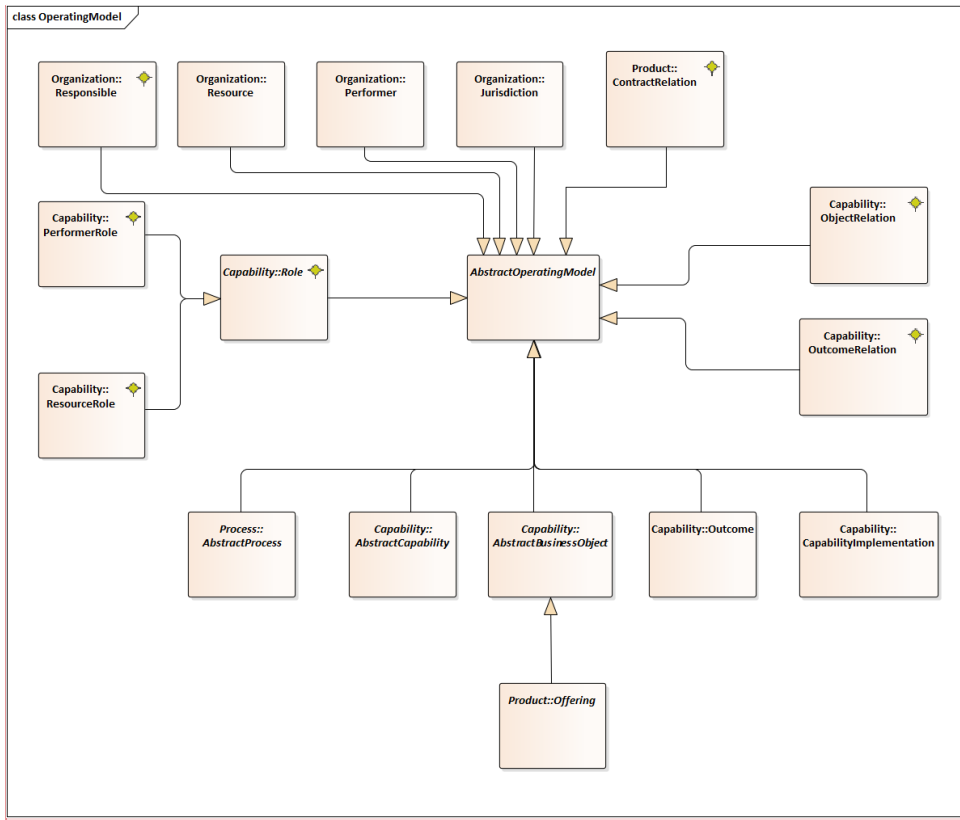 class OperatingModel
Organization::
Responsible
Organization::
Resource
Organization::
Performer
Organization::
Jurisdiction
Product::
ContractRelation
Capability::
PerformerRole
Capability::Role
AbstractOperatingModel
Capability::
ObjectRelation
Capability::
OutcomeRelation
Capability::
ResourceRole
Process::
AbstractProcess
Capability::
AbstractCapability
Capability::
AbstractBusinessObject
Capability::Outcome
Capability::
CapabilityImplementation
Product::Offering